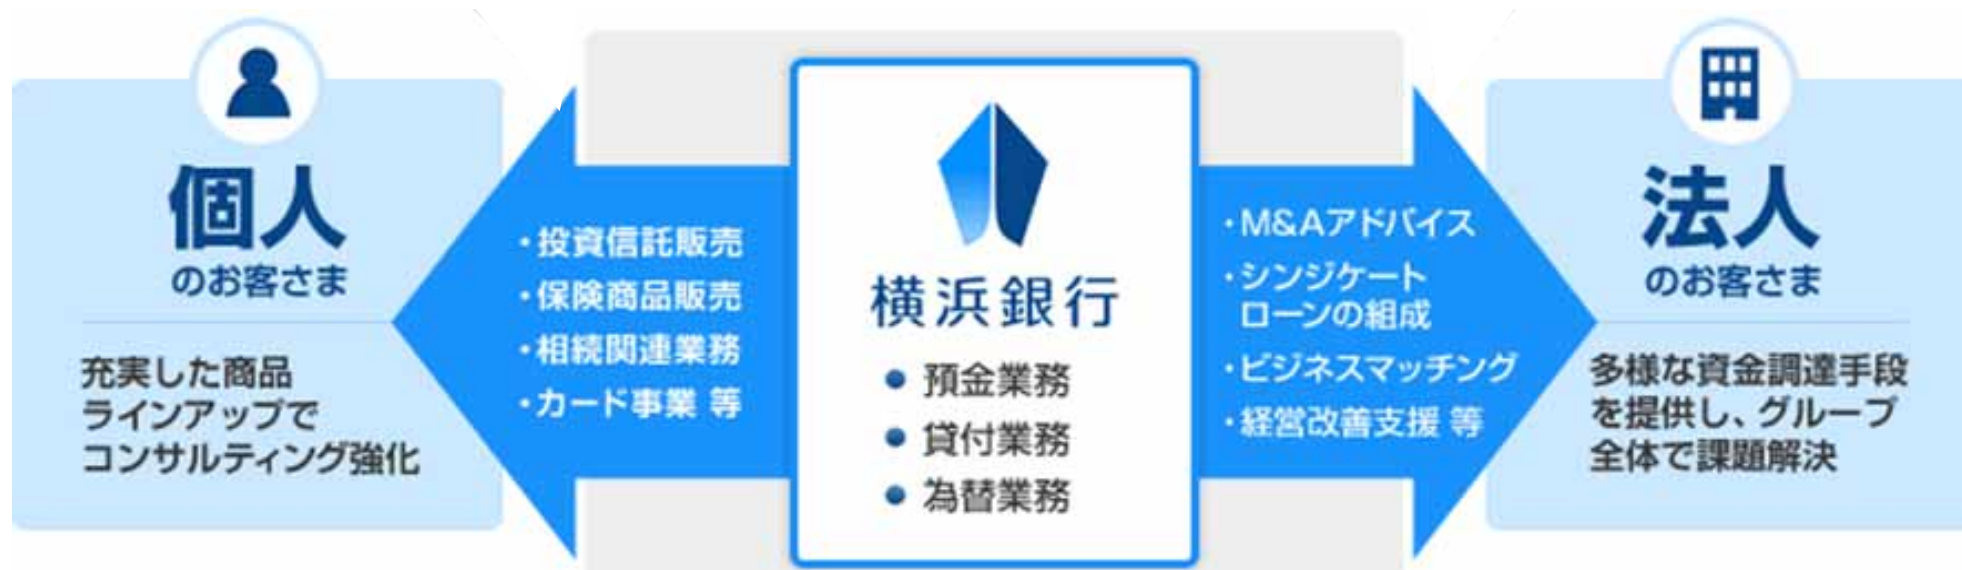 個人
のお客さま
充実した商品
ラインアップで
コンサルティング強化
・投資信託販売
・保険商品販売
・相続関連業務
・カード事業 等
横浜銀行
● 預金業務
● 貸付業務
● 為替業務
・M&Aアドバイス
・シンジケート
ローンの組成
・ビジネスマッチング
・経営改善支援 等
法人
のお客さま
多様な資金調達手段
を提供し、グループ
全体で課題解決